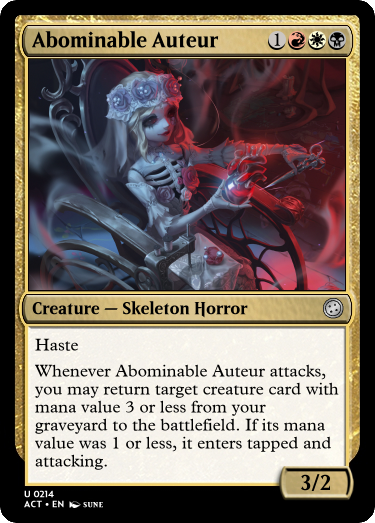 Abominable Auteur 1
Creature — Skeleton Horror
Haste
Whenever Abominable Auteur attacks,
you may return target creature card with
mana value 3 or less from your
graveyard to the battlefield. If its mana
value was 1 or less, it enters tapped and
attacking.
3/2
U 0214
ACT • EN SUNE